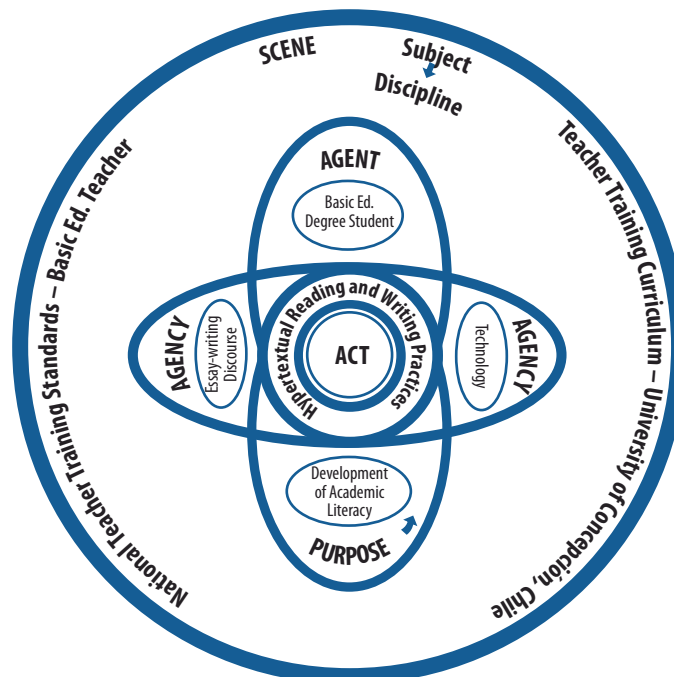 SCENE
Subject
Discipline
National Teacher Training Standards – Basic Ed. Teacher
Teacher Training Curriculum – University of Concepción, Chile
AGENT
Basic Ed.
Degree Student
AGENCY
Essay-writing
Discourse
Hypertextual Reading and Writing Practices
ACT
Technology
AGENCY
Development
of Academic
Literacy
PURPOSE